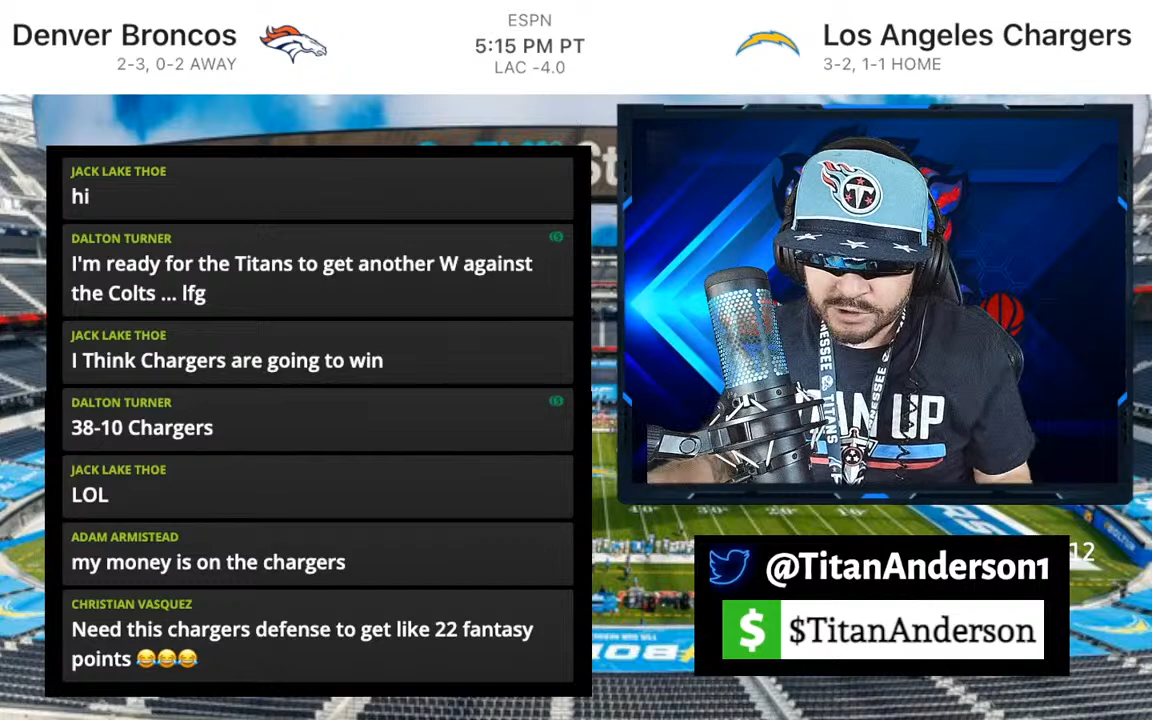 Denver Broncos
2-3, 0-2 AWAY
ESPN
5:15 PM PT
LAC -4.0
Los Angeles Chargers
3-2, 1-1 HOME
JACK LAKE THOE
hi
DALTON TURNER
I'm ready for the Titans to get another W against
the Colts ... lfg
JACK LAKE THOE
I Think Chargers are going to win
DALTON TURNER
38-10 Chargers
JACK LAKE THOE
LOL
ADAM ARMISTEAD
my money is on the chargers
CHRISTIAN VASQUEZ
Need this chargers defense to get like 22 fantasy
points 😂😂😂
T
TITANS
UP
12
@TitanAnderson1
$
$TitanAnderson